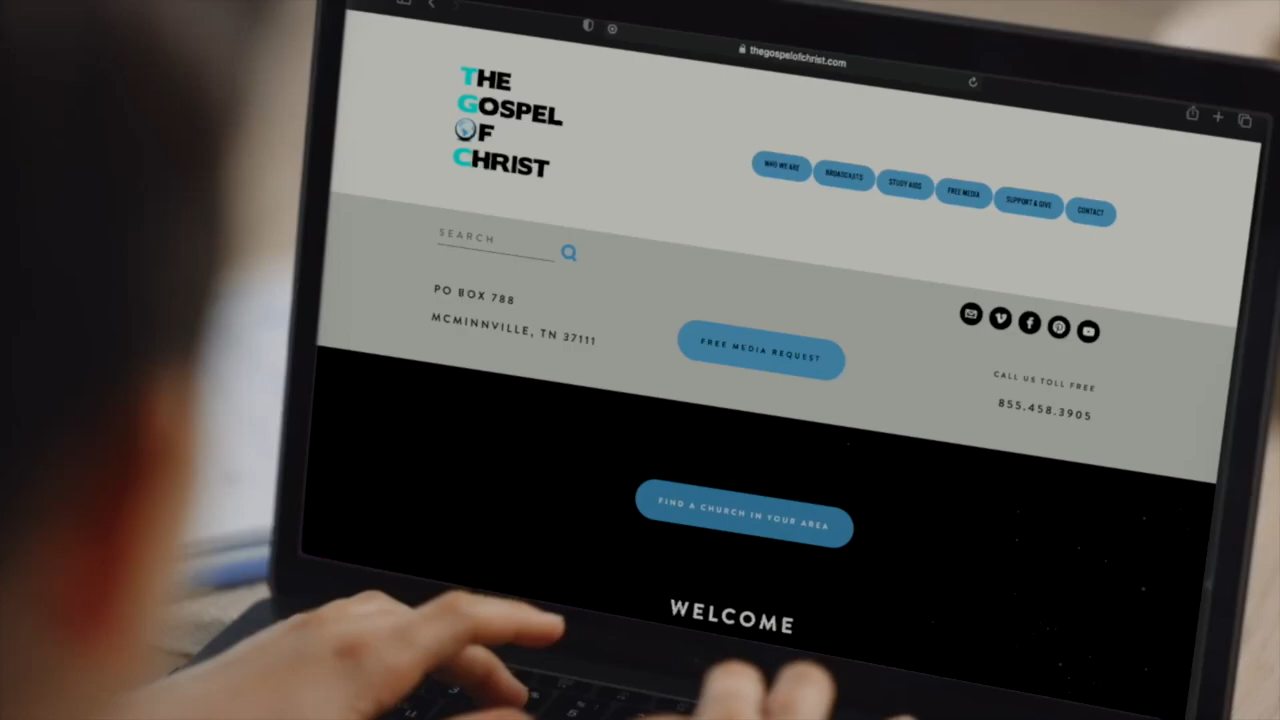 thegospelofchrist.com
THE
GOSPEL
OF
CHRIST
WHO WE ARE
BROADCASTS
STUDY AIDS
FREE MEDIA
SUPPORT & GIVE
CONTACT
SEARCH
PO BOX 788
MCMINNVILLE, TN 37111
FREE MEDIA REQUEST
CALL US TOLL FREE
855.458.3905
FIND A CHURCH IN YOUR AREA
WELCOME